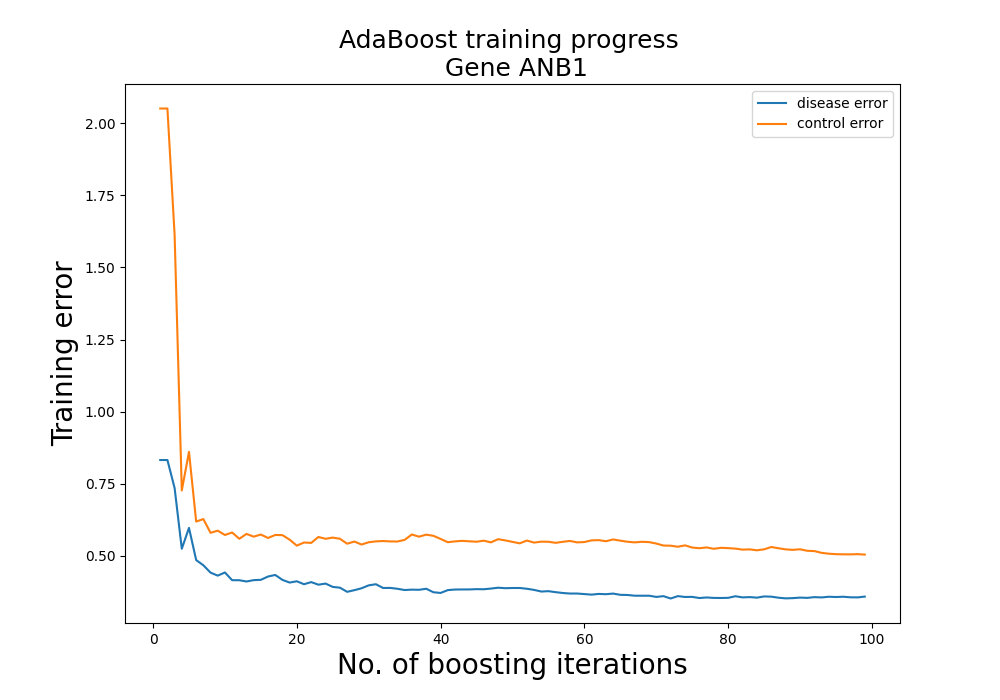 AdaBoost training progress
Gene ANB1
disease error
control error
2.00
1.75
1.50
1.25
1.00
0.75
0.50
Training error
0 20 40 60 80 100
No. of boosting iterations